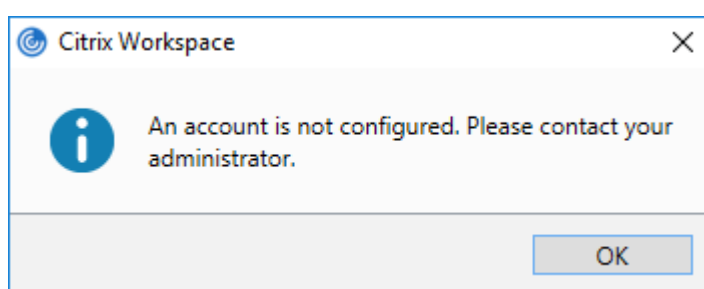 Citrix Workspace
An account is not configured. Please contact your
administrator.
OK